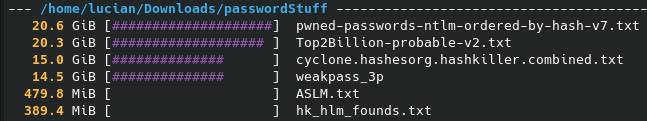 --- /home/lucian/Downloads/passwordStuff ---------------------------------------
20.6 GiB [####################] pwned-passwords-ntlm-ordered-by-hash-v7.txt
20.3 GiB [################### ] Top2Billion-probable-v2.txt
15.0 GiB [############## ] cyclone.hashesorg.hashkiller.combined.txt
14.5 GiB [############## ] weakpass_3p
479.8 MiB [ ] ASLM.txt
389.4 MiB [ ] hk_hlm_founds.txt